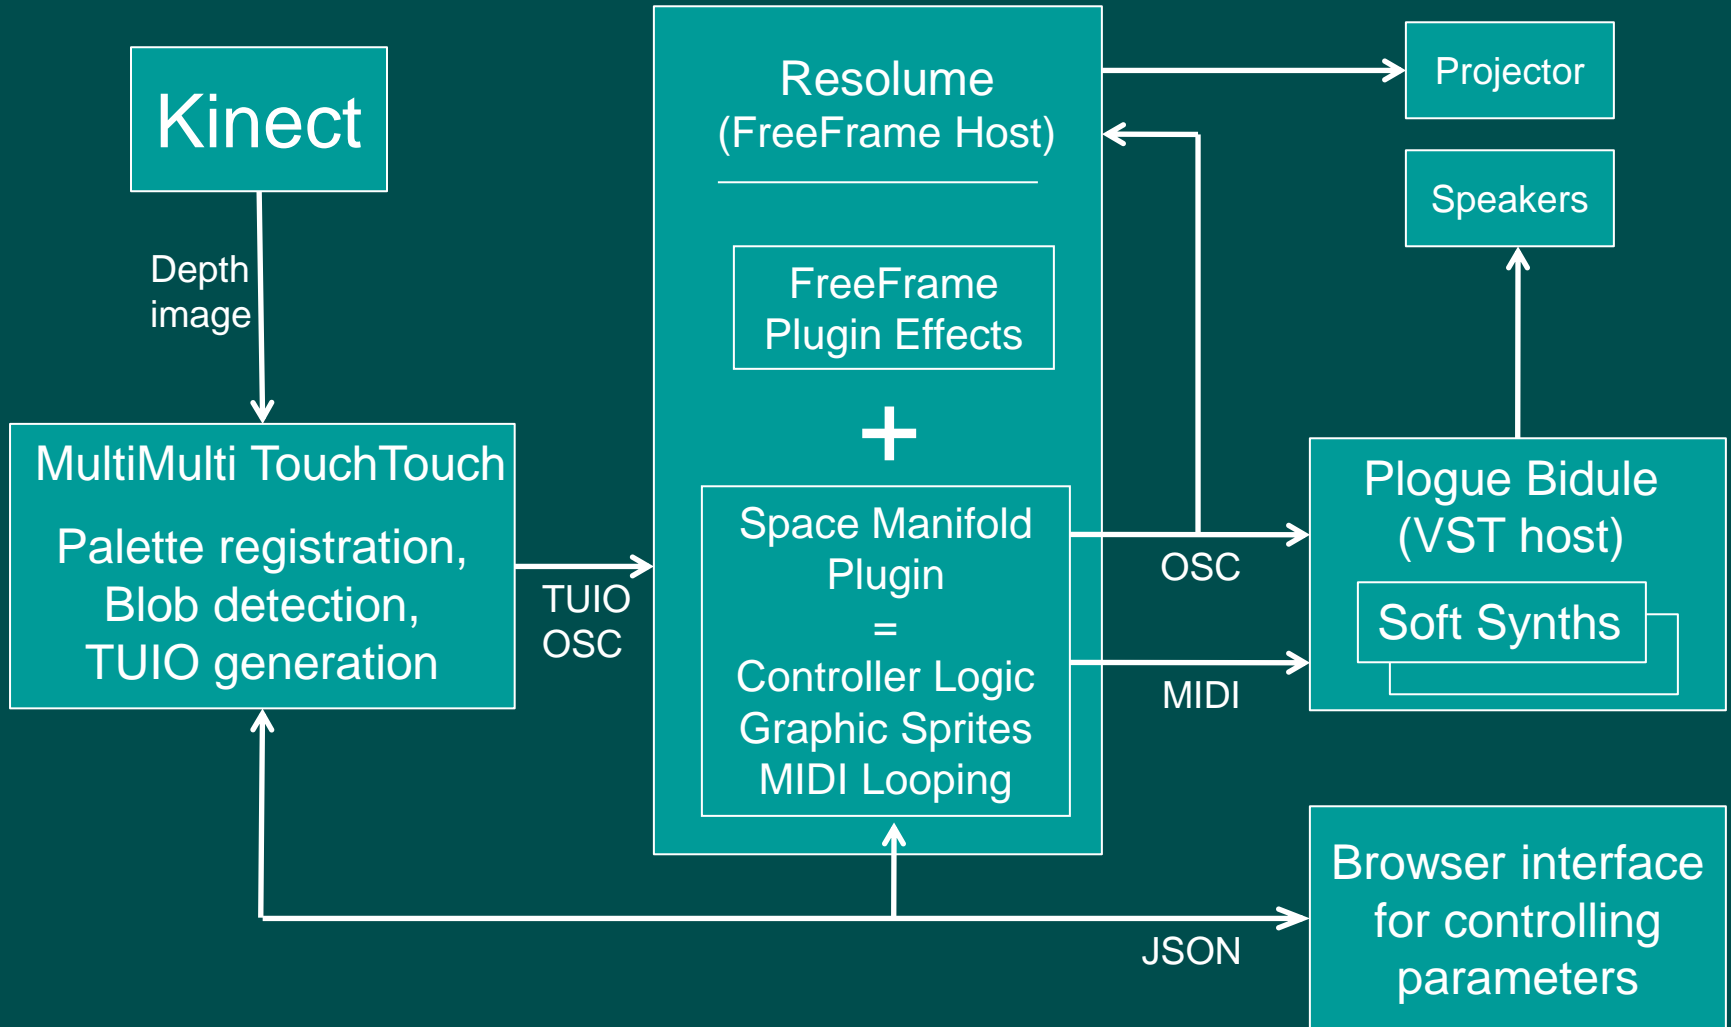 Kinect
Depth
image
MultiMulti TouchTouch
Palette registration,
Blob detection,
TUIO generation
TUIO
OSC
Resolume
(FreeFrame Host)
FreeFrame
Plugin Effects
+
Space Manifold
Plugin
=
Controller Logic
Graphic Sprites
MIDI Looping
OSC
MIDI
JSON
Projector
Speakers
Plogue Bidule
(VST host)
Soft Synths
Browser interface
for controlling
parameters